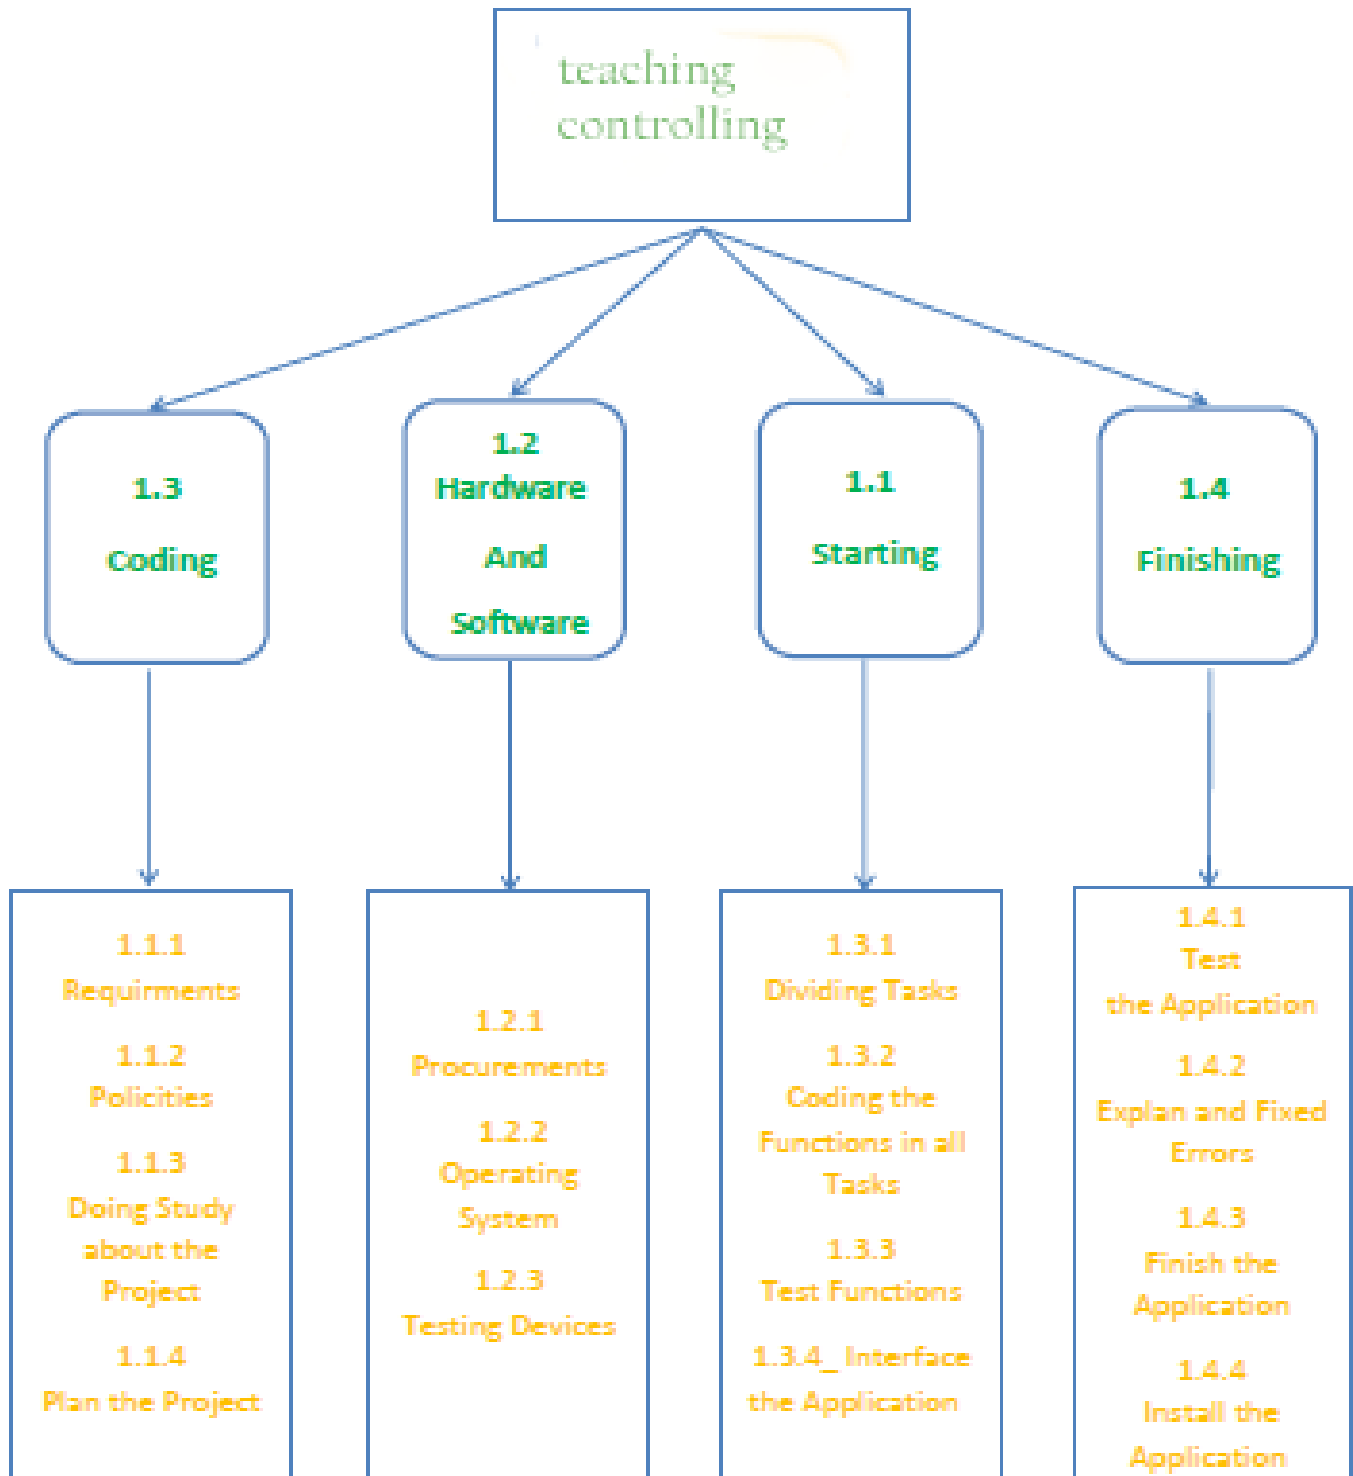 teaching
controlling
1.3
Coding
1.2
Hardware
And
Software
1.1
Starting
1.4
Finishing
1.1.1
Requirments
1.1.2
Policities
1.1.3
Doing Study
about the
Project
1.1.4
Plan the Project
1.2.1
Procurements
1.2.2
Operating
System
1.2.3
Testing Devices
1.3.1
Dividing Tasks
1.3.2
Coding the
Functions in all
Tasks
1.3.3
Test Functions
1.3.4_ Interface
the Application
1.4.1
Test
the Application
1.4.2
Explan and Fixed
Errors
1.4.3
Finish the
Application
1.4.4
Install the
Application